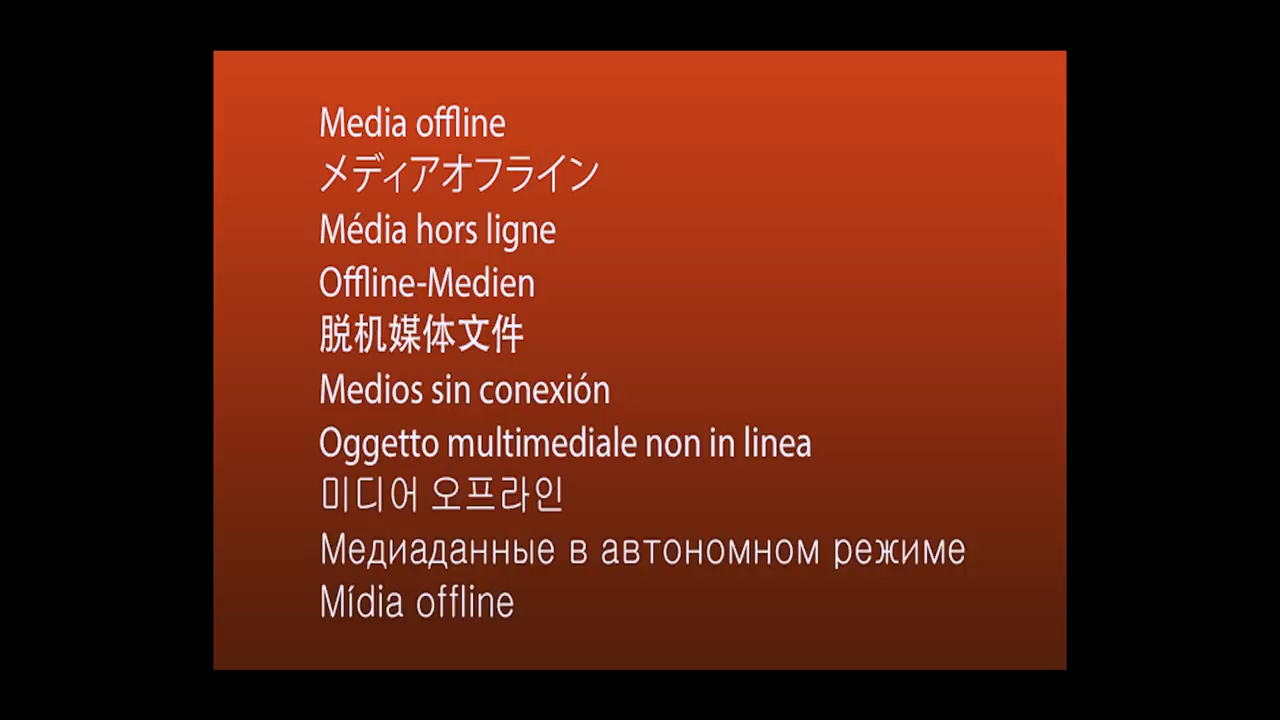 Media offline
メディアオフライン
Média hors ligne
Offline-Medien
脱机媒体文件
Medios sin conexión
Oggetto multimediale non in linea
미디어 오프라인
Медиаданные в автономном режиме
Mídia offline